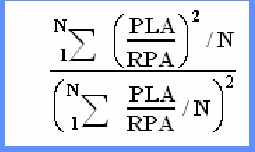 N
1∑ (PLA/RPA)² / N
(N
1∑ PLA/RPA / N)²